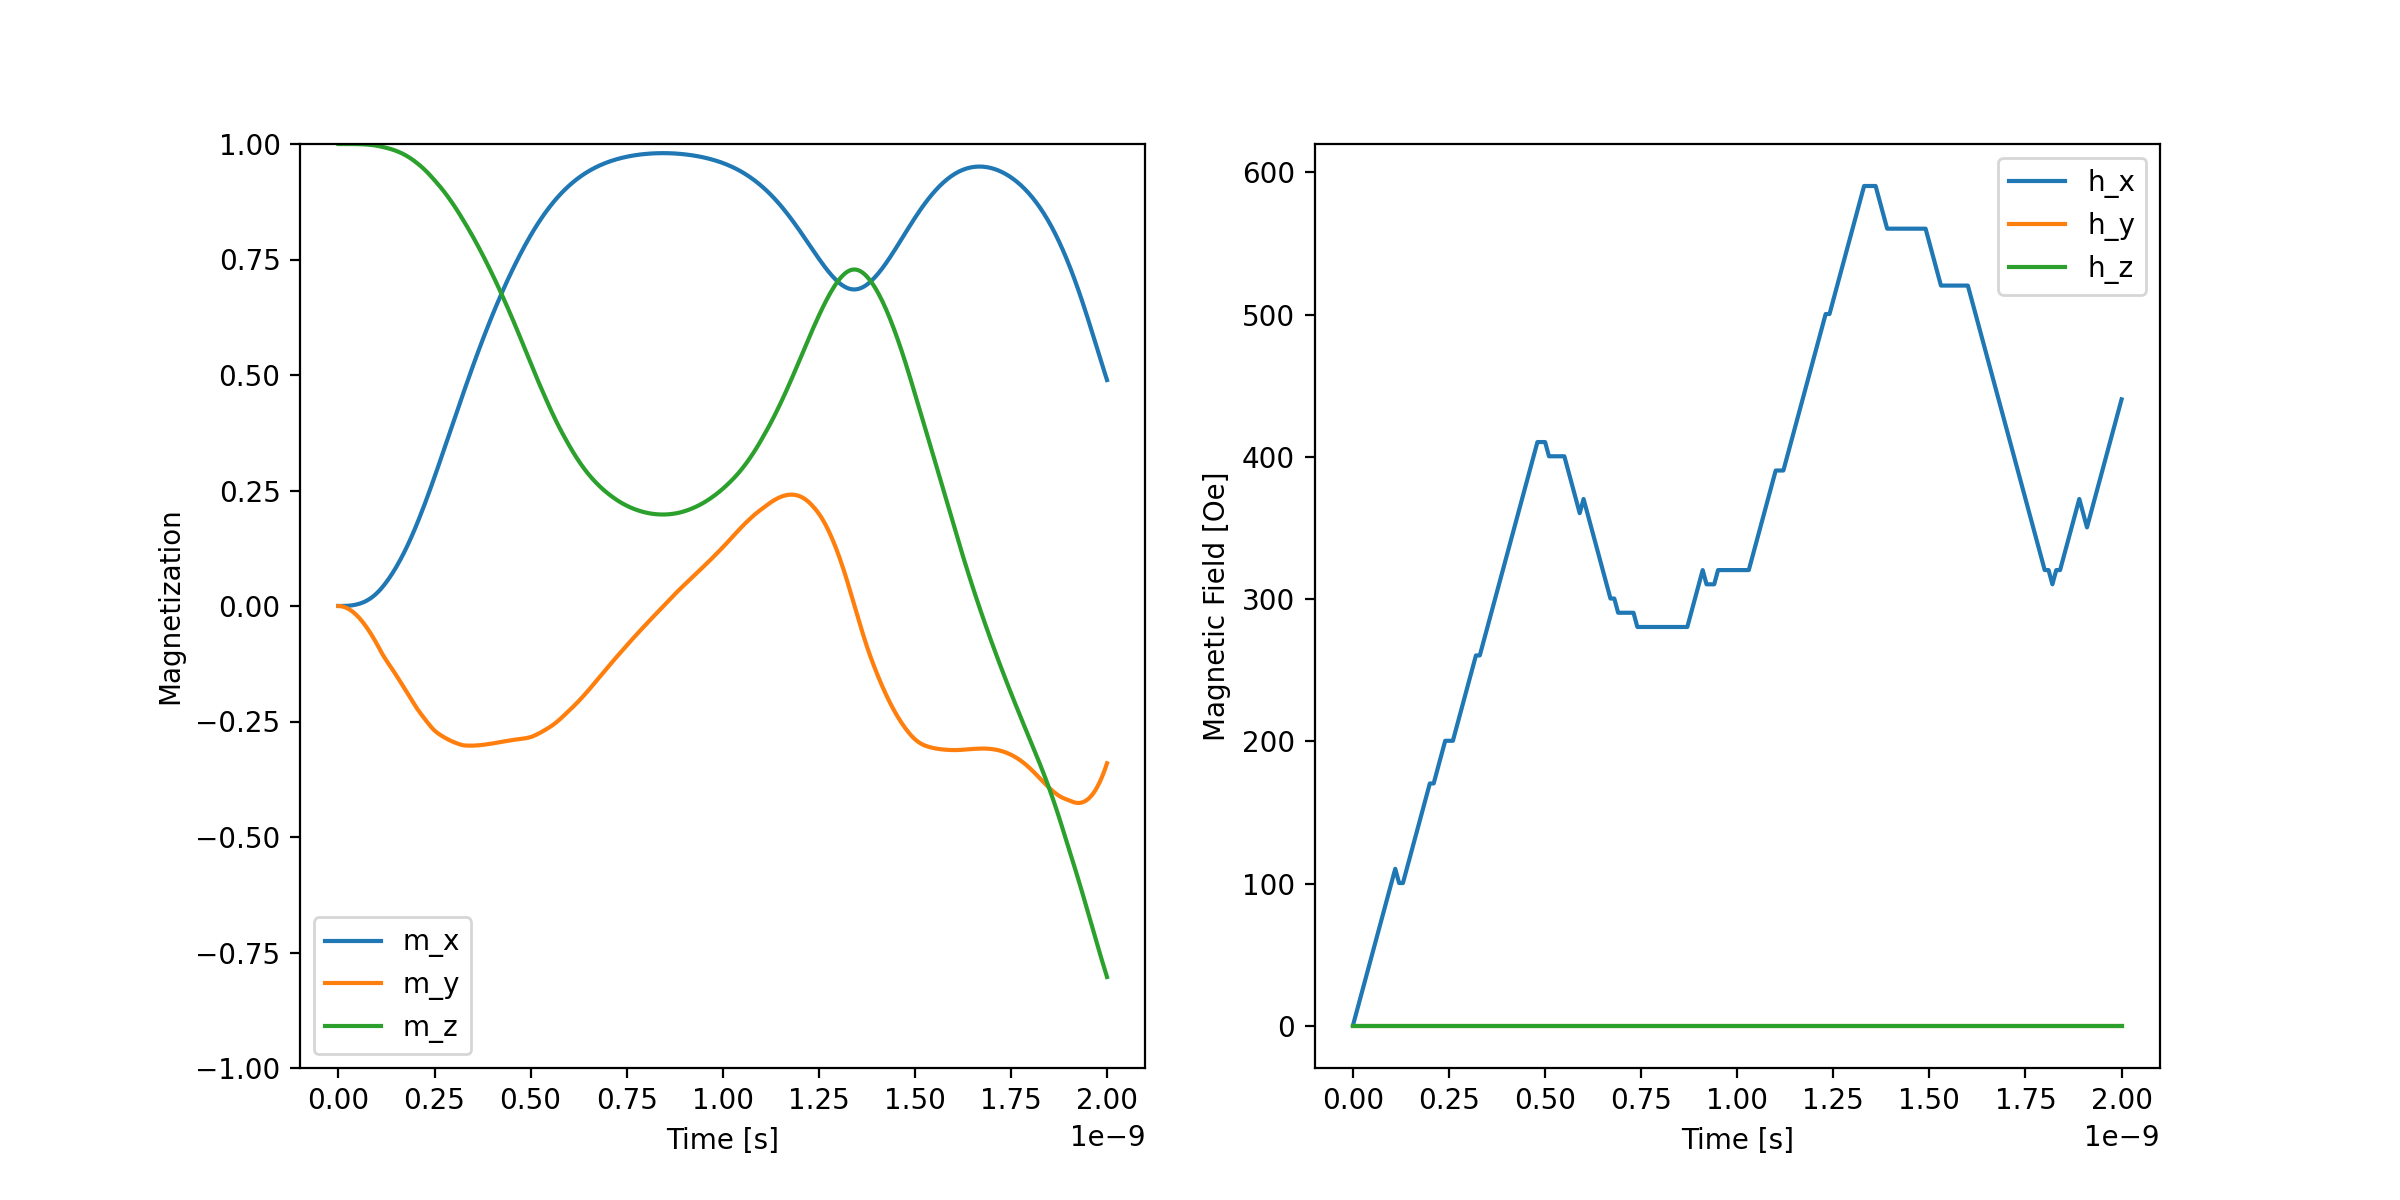 Magnetization
1.00
0.75
0.50
0.25
0.00
−0.25
−0.50
−0.75
−1.00
m_x
m_y
m_z
0.00 0.25 0.50 0.75 1.00 1.25 1.50 1.75 2.00
Time [s]
1e−9
Magnetic Field [Oe]
600
500
400
300
200
100
0
h_x
h_y
h_z
0.00 0.25 0.50 0.75 1.00 1.25 1.50 1.75 2.00
Time [s]
1e−9